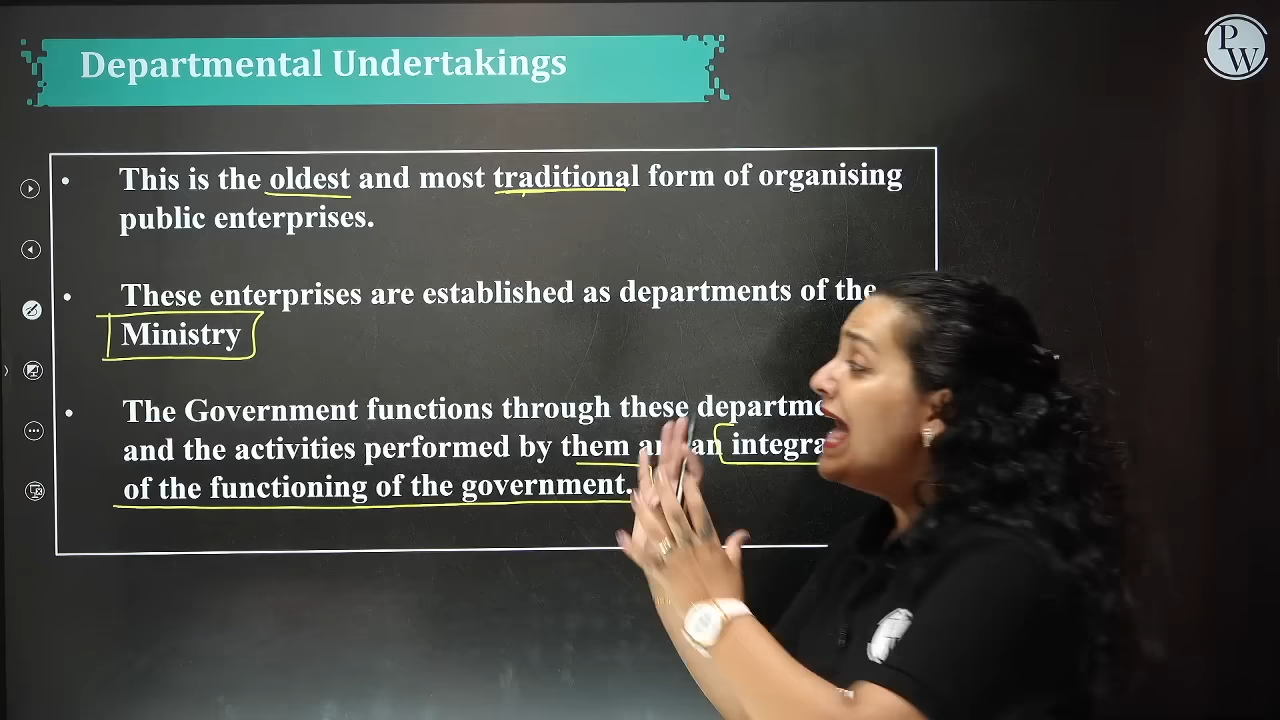 Departmental Undertakings
PW
• This is the oldest and most traditional form of organising
public enterprises.
• These enterprises are established as departments of the
Ministry
• The Government functions through these
and the activities performed by them an
of the functioning of the government.